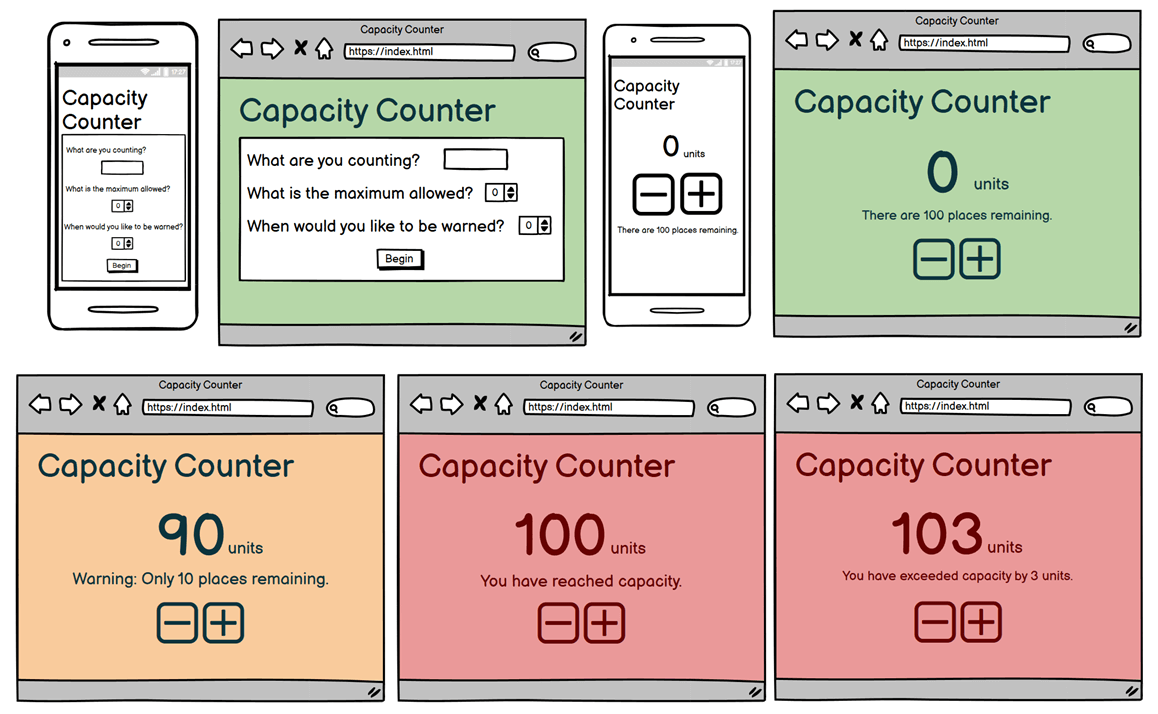 17:27
Capacity
Counter
What are you counting?
What is the maximum allowed?
0
When would you like to be warned?
0
Begin
Capacity Counter
https://index.html
Capacity Counter
What are you counting?
What is the maximum allowed? 0
When would you like to be warned? 0
Begin
17:27
Capacity
Counter
0 units
There are 100 places remaining.
Capacity Counter
https://index.html
Capacity Counter
0 units
There are 100 places remaining.
Capacity Counter
https://index.html
Capacity Counter
90 units
Warning: Only 10 places remaining.
Capacity Counter
https://index.html
Capacity Counter
100 units
You have reached capacity.
Capacity Counter
https://index.html
Capacity Counter
103 units
You have exceeded capacity by 3 units.